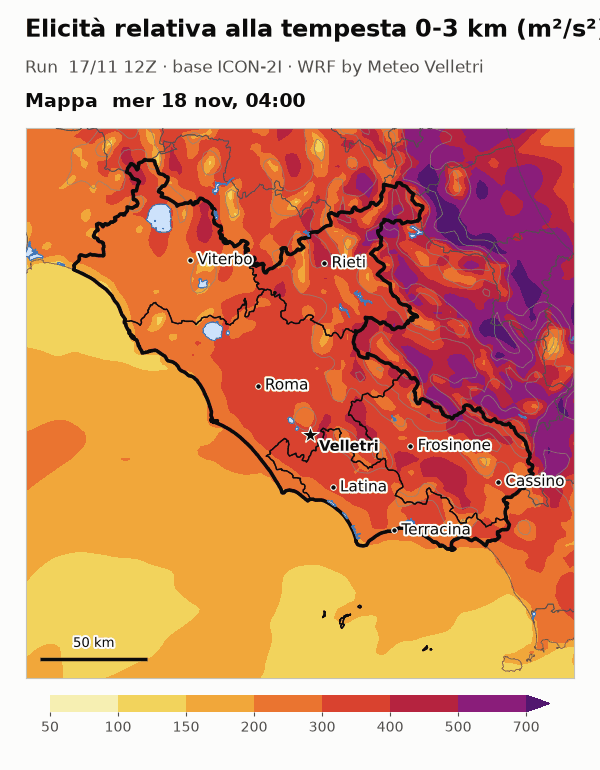 Elicità relativa alla tempesta 0-3 km (m²/s²)
Run 17/11 12Z · base ICON-2I · WRF by Meteo Velletri
Mappa mer 18 nov, 04:00
Viterbo
Rieti
Roma
Velletri
Frosinone
Cassino
Latina
Terracina
50 km
50 100 150 200 300 400 500 700